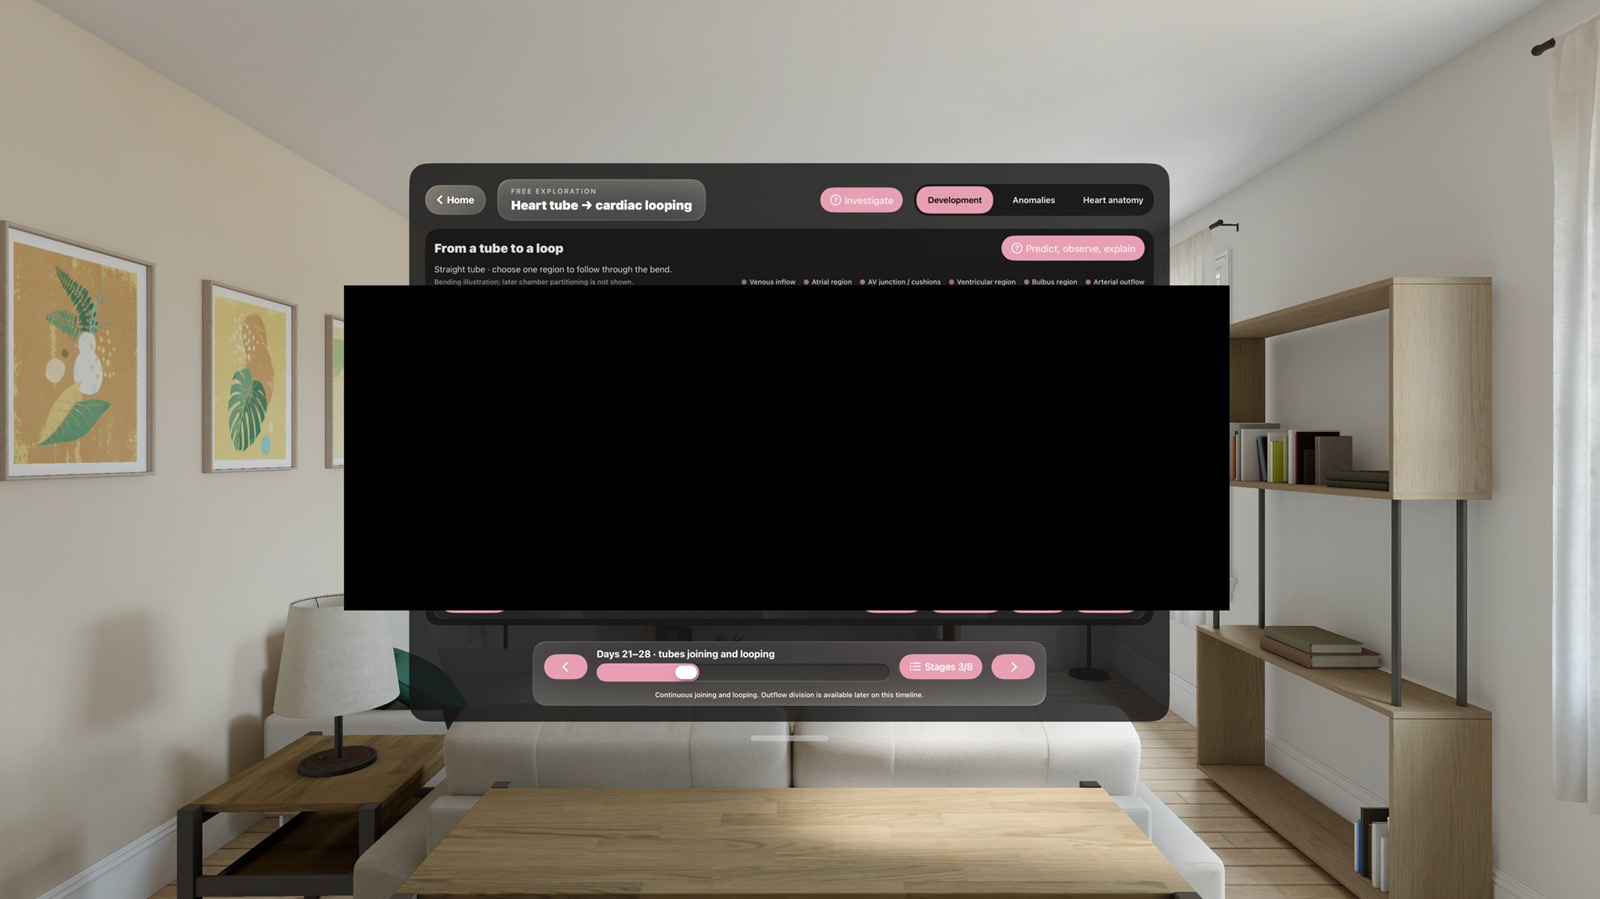 Home
FREE EXPLORATION
Heart tube → cardiac looping
Investigate
Development
Anomalies
Heart anatomy
From a tube to a loop
Predict, observe, explain
Straight tube · choose one region to follow through the bend.
Bending illustration; later chamber partitioning is not shown.
Venous inflow
Atrial region
AV junction / cushions
Ventricular region
Bulbus region
Arterial outflow
Days 21–28 · tubes joining and looping
Stages 3/8
Continuous joining and looping. Outflow division is available later on this timeline.